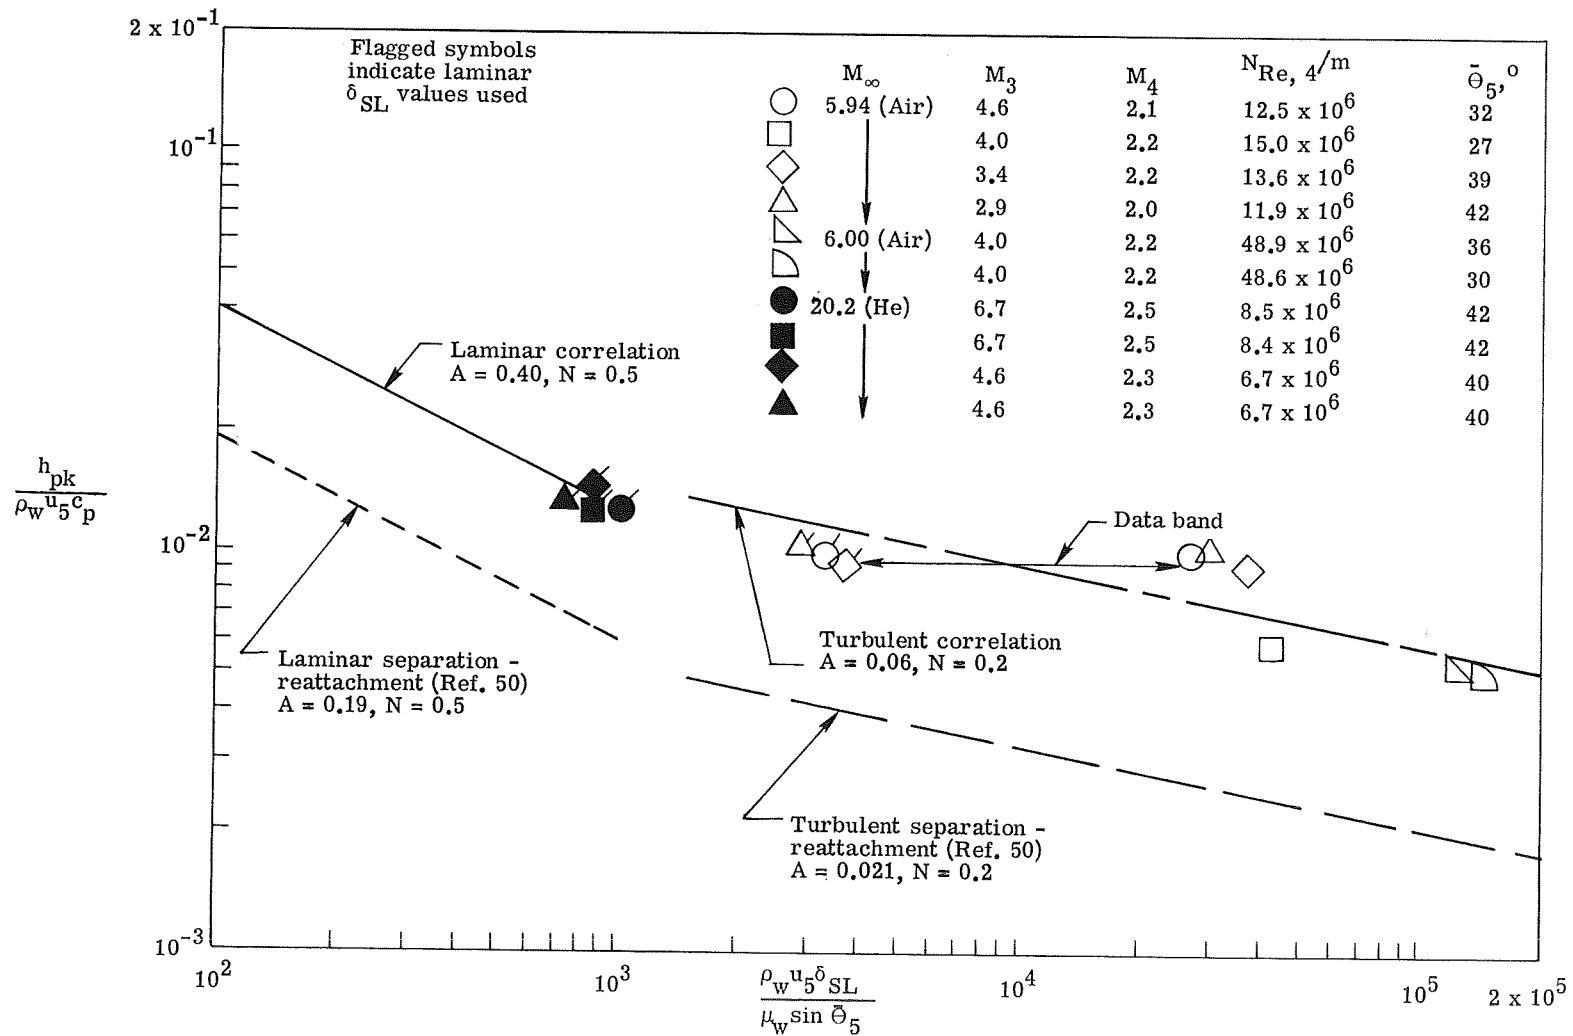 2 x 10^-1
10^-1
10^-2
10^-3
h_pk
ρ_w u_5 c_p
Flagged symbols
indicate laminar
δ_SL values used
M_∞ M_3 M_4 N_Re, 4/m Θ̄_5,°
5.94 (Air) 4.6 2.1 12.5 x 10^6 32
4.0 2.2 15.0 x 10^6 27
3.4 2.2 13.6 x 10^6 39
2.9 2.0 11.9 x 10^6 42
6.00 (Air) 4.0 2.2 48.9 x 10^6 36
4.0 2.2 48.6 x 10^6 30
20.2 (He) 6.7 2.5 8.5 x 10^6 42
6.7 2.5 8.4 x 10^6 42
4.6 2.3 6.7 x 10^6 40
4.6 2.3 6.7 x 10^6 40
Laminar correlation
A = 0.40, N = 0.5
Data band
Turbulent correlation
A = 0.06, N = 0.2
Laminar separation -
reattachment (Ref. 50)
A = 0.19, N = 0.5
Turbulent separation -
reattachment (Ref. 50)
A = 0.021, N = 0.2
10^2 10^3 10^4 10^5 2 x 10^5
ρ_w u_5 δ_SL
μ_w sin Θ̄_5